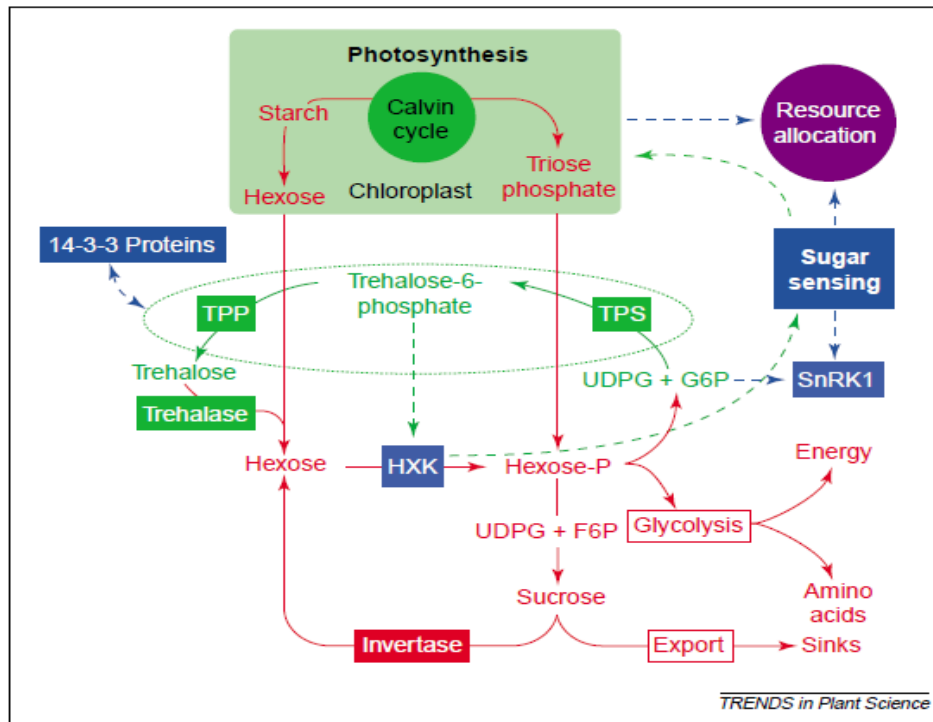 Photosynthesis
Starch
Calvin
cycle
Triose
phosphate
Hexose
Chloroplast
Resource
allocation
14-3-3 Proteins
Sugar
sensing
Trehalose-6-
phosphate
TPP
TPS
Trehalose
UDPG + G6P
SnRK1
Trehalase
Hexose
HXK
Hexose-P
Energy
UDPG + F6P
Glycolysis
Sucrose
Amino
acids
Invertase
Export
Sinks
TRENDS in Plant Science